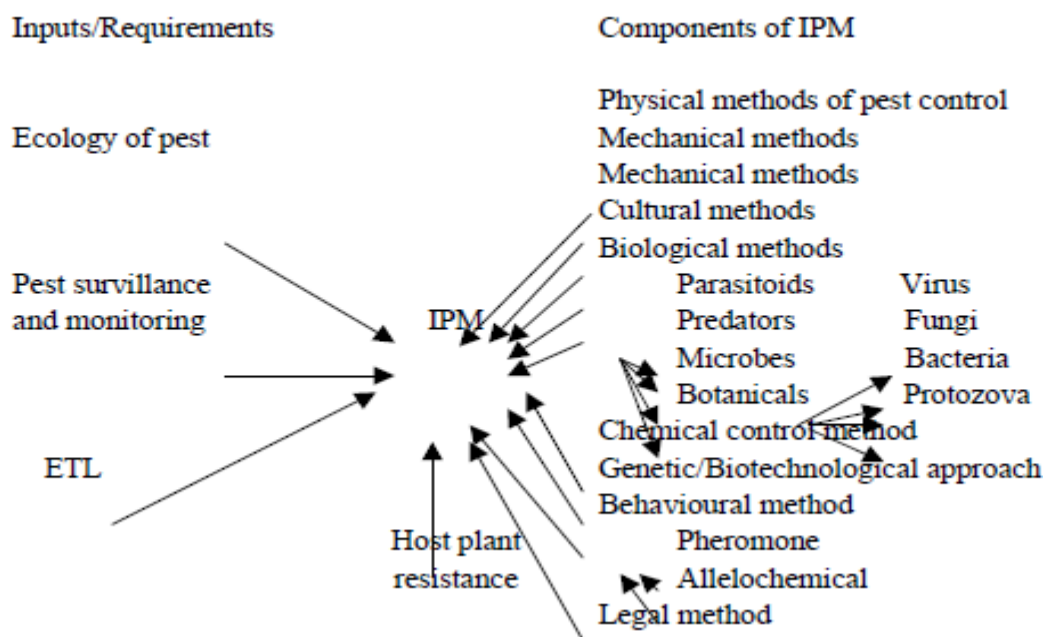 Inputs/Requirements
Components of IPM
Physical methods of pest control
Ecology of pest
Mechanical methods
Mechanical methods
Cultural methods
Biological methods
Pest survillance
and monitoring
IPM
Parasitoids
Virus
Predators
Fungi
Microbes
Bacteria
Botanicals
Protozova
Chemical control method
ETL
Genetic/Biotechnological approach
Behavioural method
Host plant
resistance
Pheromone
Allelochemical
Legal method